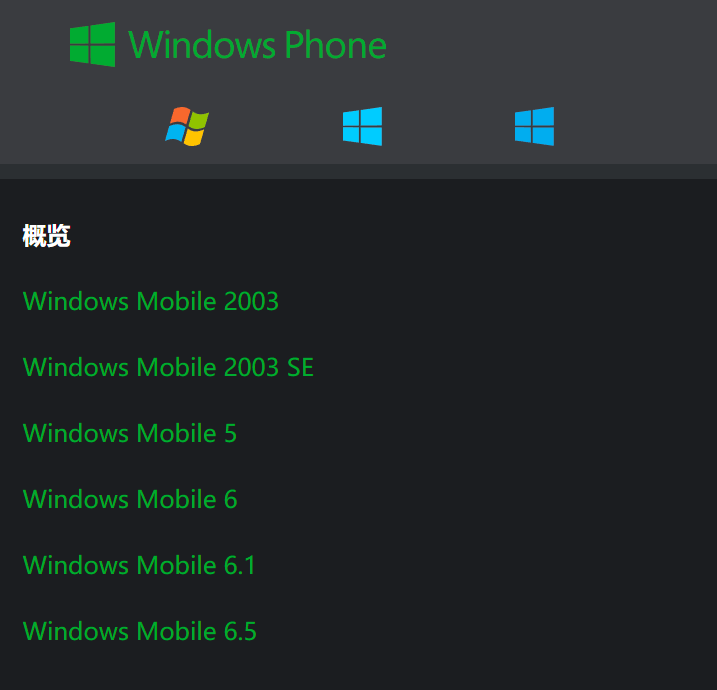 Windows Phone
概览
Windows Mobile 2003
Windows Mobile 2003 SE
Windows Mobile 5
Windows Mobile 6
Windows Mobile 6.1
Windows Mobile 6.5